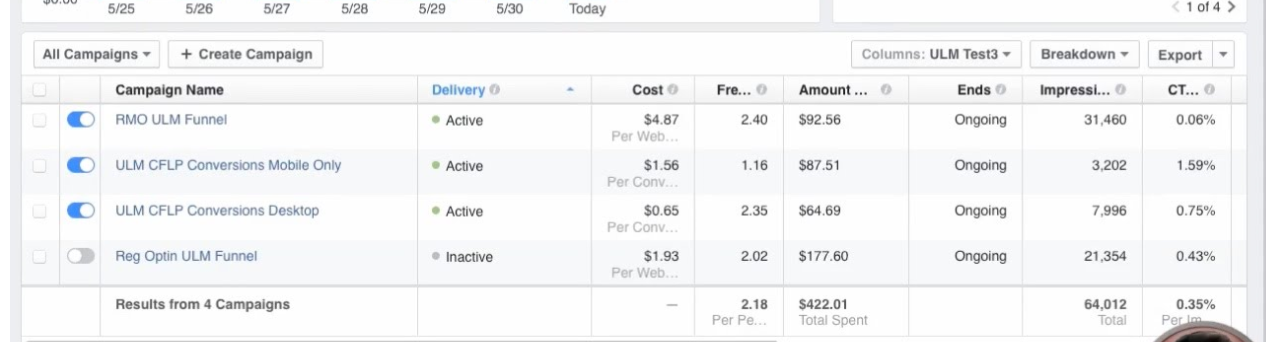 $0.00
5/25 5/26 5/27 5/28 5/29 5/30 Today
1 of 4
All Campaigns + Create Campaign Columns: ULM Test3 Breakdown Export
Campaign Name Delivery Cost Fre... Amount ... Ends Impressi... CT...
RMO ULM Funnel Active $4.87 2.40 $92.56 Ongoing 31,460 0.06%
Per Web...
ULM CFLP Conversions Mobile Only Active $1.56 1.16 $87.51 Ongoing 3,202 1.59%
Per Conv...
ULM CFLP Conversions Desktop Active $0.65 2.35 $64.69 Ongoing 7,996 0.75%
Per Conv...
Reg Optin ULM Funnel Inactive $1.93 2.02 $177.60 Ongoing 21,354 0.43%
Per Web...
Results from 4 Campaigns — 2.18 $422.01 64,012 0.35%
Per Pe... Total Spent Total Per Im...